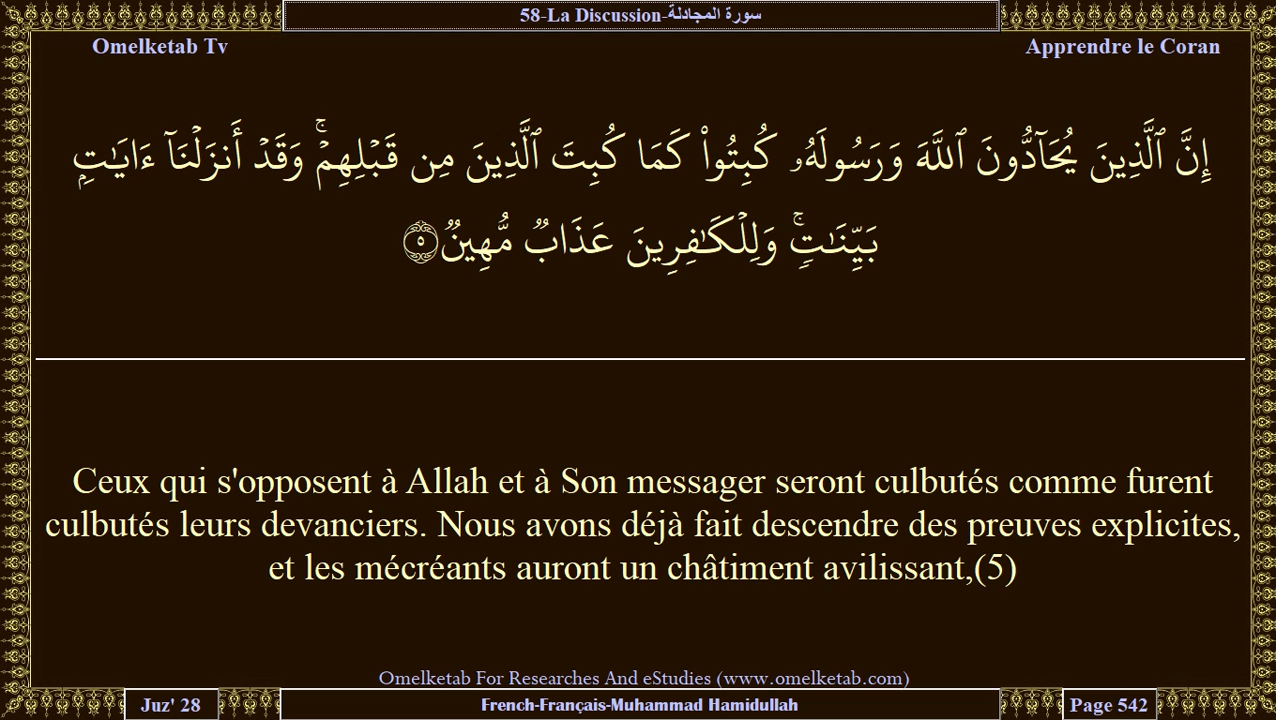 58-La Discussion-سورة المجادلة
Omelketab Tv
Apprendre le Coran
إِنَّ ٱلَّذِينَ يُحَآدُّونَ ٱللَّهَ وَرَسُولَهُۥ كُبِتُوا۟ كَمَا كُبِتَ ٱلَّذِينَ مِن قَبْلِهِمْ ۚ وَقَدْ أَنزَلْنَآ ءَايَـٰتٍۭ
بَيِّنَـٰتٍ ۚ وَلِلْكَـٰفِرِينَ عَذَابٌ مُّهِينٌ ٥
Ceux qui s'opposent à Allah et à Son messager seront culbutés comme furent
culbutés leurs devanciers. Nous avons déjà fait descendre des preuves explicites,
et les mécréants auront un châtiment avilissant,(5)
Omelketab For Researches And eStudies (www.omelketab.com)
Juz' 28
French-Français-Muhammad Hamidullah
Page 542